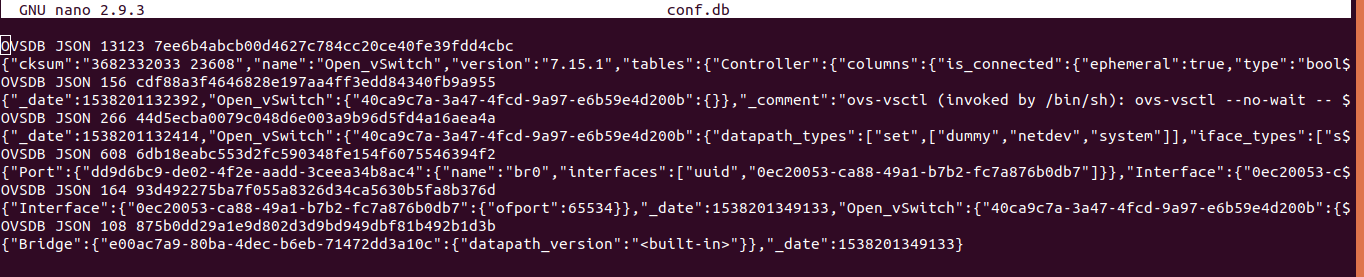 GNU nano 2.9.3 conf.db
OVSDB JSON 13123 7ee6b4abcb00d4627c784cc20ce40fe39fdd4cbc
{"cksum":"3682332033 23608","name":"Open_vSwitch","version":"7.15.1","tables":{"Controller":{"columns":{"is_connected":{"ephemeral":true,"type":"bool$
OVSDB JSON 156 cdf88a3f4646828e197aa4ff3edd84340fb9a955
{"_date":1538201132392,"Open_vSwitch":{"40ca9c7a-3a47-4fcd-9a97-e6b59e4d200b":{}},"_comment":"ovs-vsctl (invoked by /bin/sh): ovs-vsctl --no-wait -- $
OVSDB JSON 266 44d5ecba0079c048d6e003a9b96d5fd4a16aea4a
{"_date":1538201132414,"Open_vSwitch":{"40ca9c7a-3a47-4fcd-9a97-e6b59e4d200b":{"datapath_types":["set",["dummy","netdev","system"]],"iface_types":["s$
OVSDB JSON 608 6db18eabc553d2fc590348fe154f6075546394f2
{"Port":{"dd9d6bc9-de02-4f2e-aadd-3ceea34b8ac4":{"name":"br0","interfaces":["uuid","0ec20053-ca88-49a1-b7b2-fc7a876b0db7"]}},"Interface":{"0ec20053-c$
OVSDB JSON 164 93d492275ba7f055a8326d34ca5630b5fa8b376d
{"Interface":{"0ec20053-ca88-49a1-b7b2-fc7a876b0db7":{"ofport":65534}},"_date":1538201349133,"Open_vSwitch":{"40ca9c7a-3a47-4fcd-9a97-e6b59e4d200b":{$
OVSDB JSON 108 875b0dd29a1e9d802d3d9bd949dbf81b492b1d3b
{"Bridge":{"e00ac7a9-80ba-4dec-b6eb-71472dd3a10c":{"datapath_version":"<built-in>"}},"_date":1538201349133}